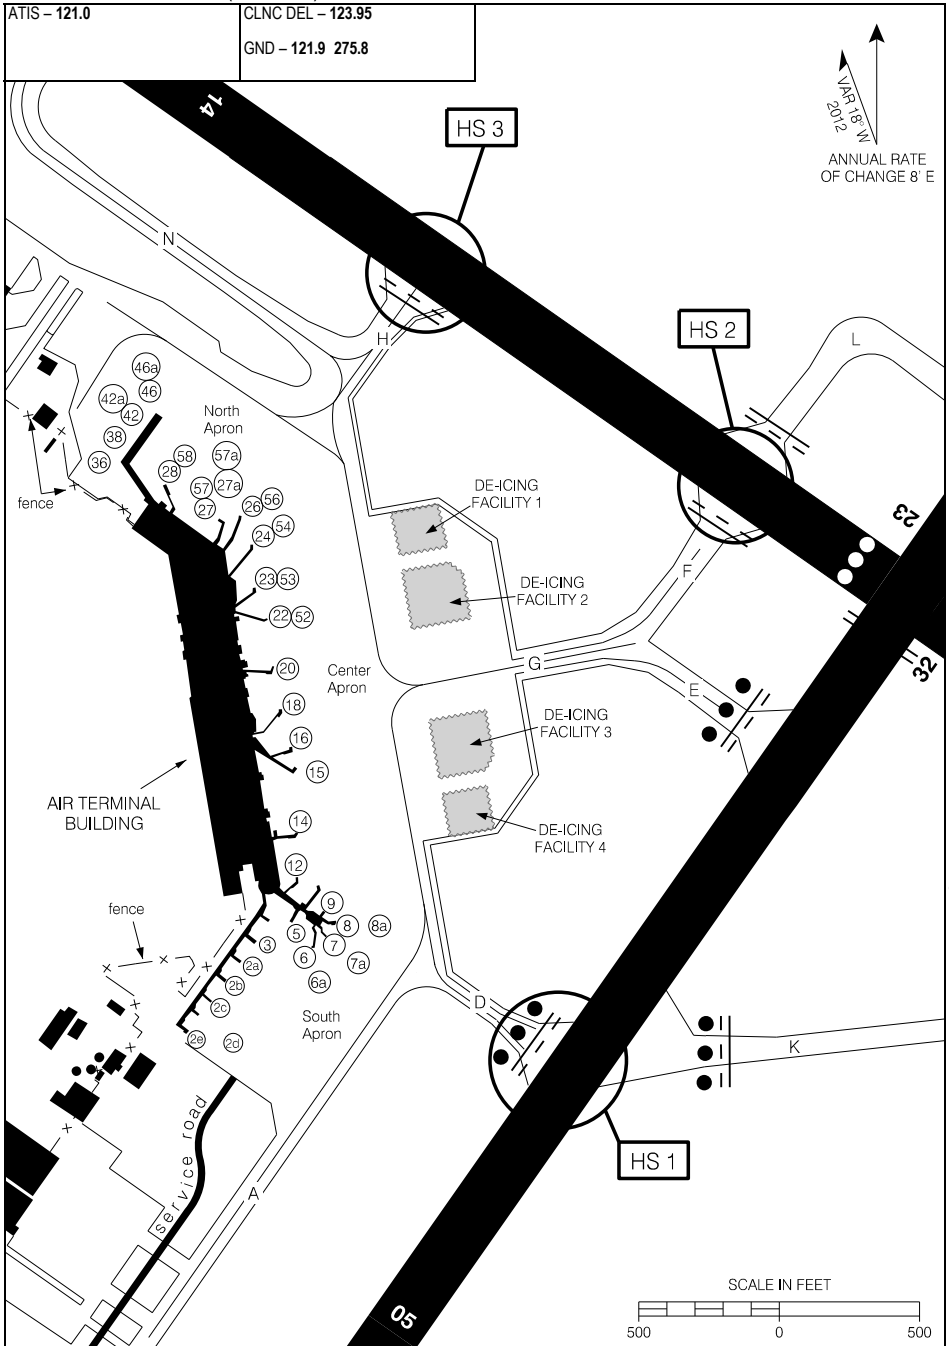 ATIS – 121.0
CLNC DEL – 123.95
GND – 121.9 275.8
VAR 18° W
2012
ANNUAL RATE
OF CHANGE 8' E
14
HS 3
N
H
HS 2
L
46a
46
42a
42
38
36
North
Apron
58
28
57a
57
27a
27
26
56
24
54
fence
DE-ICING
FACILITY 1
23
F
23
53
22
52
DE-ICING
FACILITY 2
20
Center
Apron
G
E
32
18
16
15
DE-ICING
FACILITY 3
AIR TERMINAL
BUILDING
14
DE-ICING
FACILITY 4
12
fence
9
8
8a
5
7
3
6
7a
2a
6a
2b
2c
2e
2d
South
Apron
D
K
service road
A
HS 1
05
SCALE IN FEET
500
0
500